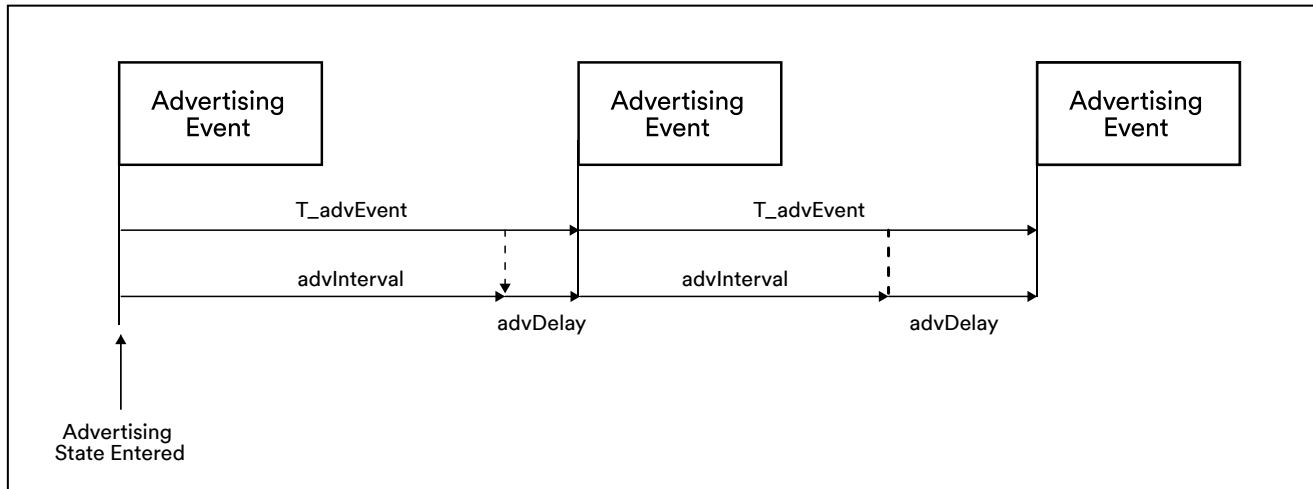 Advertising
Event
Advertising
Event
Advertising
Event
T_advEvent
T_advEvent
advInterval
advInterval
advDelay
advDelay
Advertising
State Entered